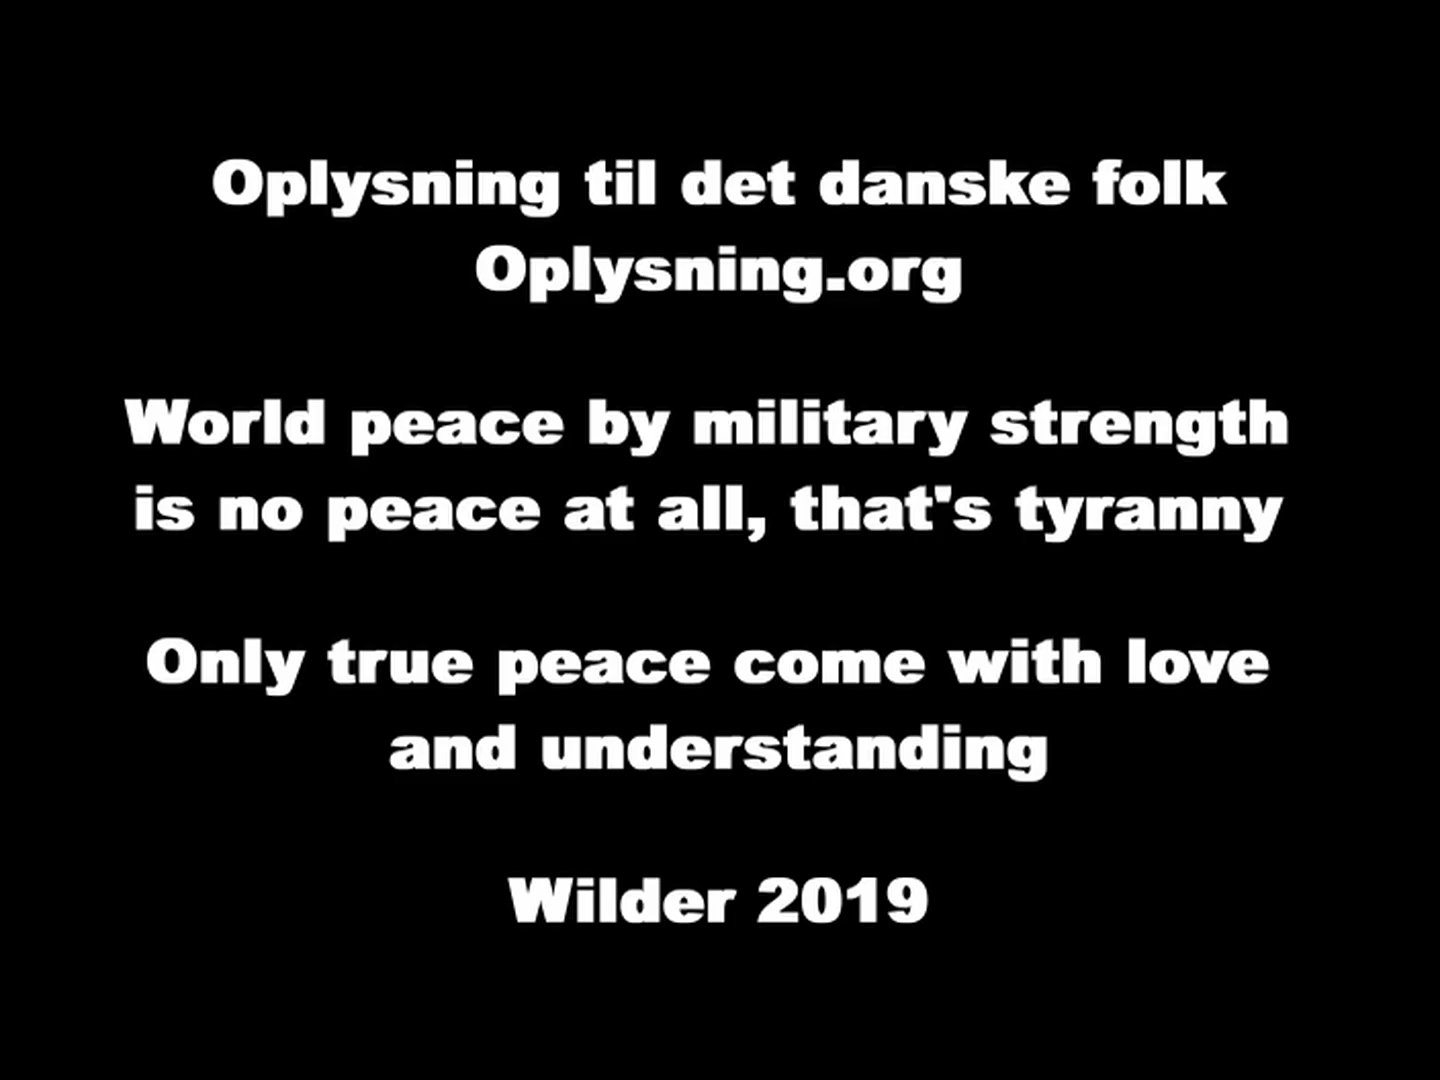 Oplysning til det danske folk
Oplysning.org
World peace by military strength
is no peace at all, that's tyranny
Only true peace come with love
and understanding
Wilder 2019